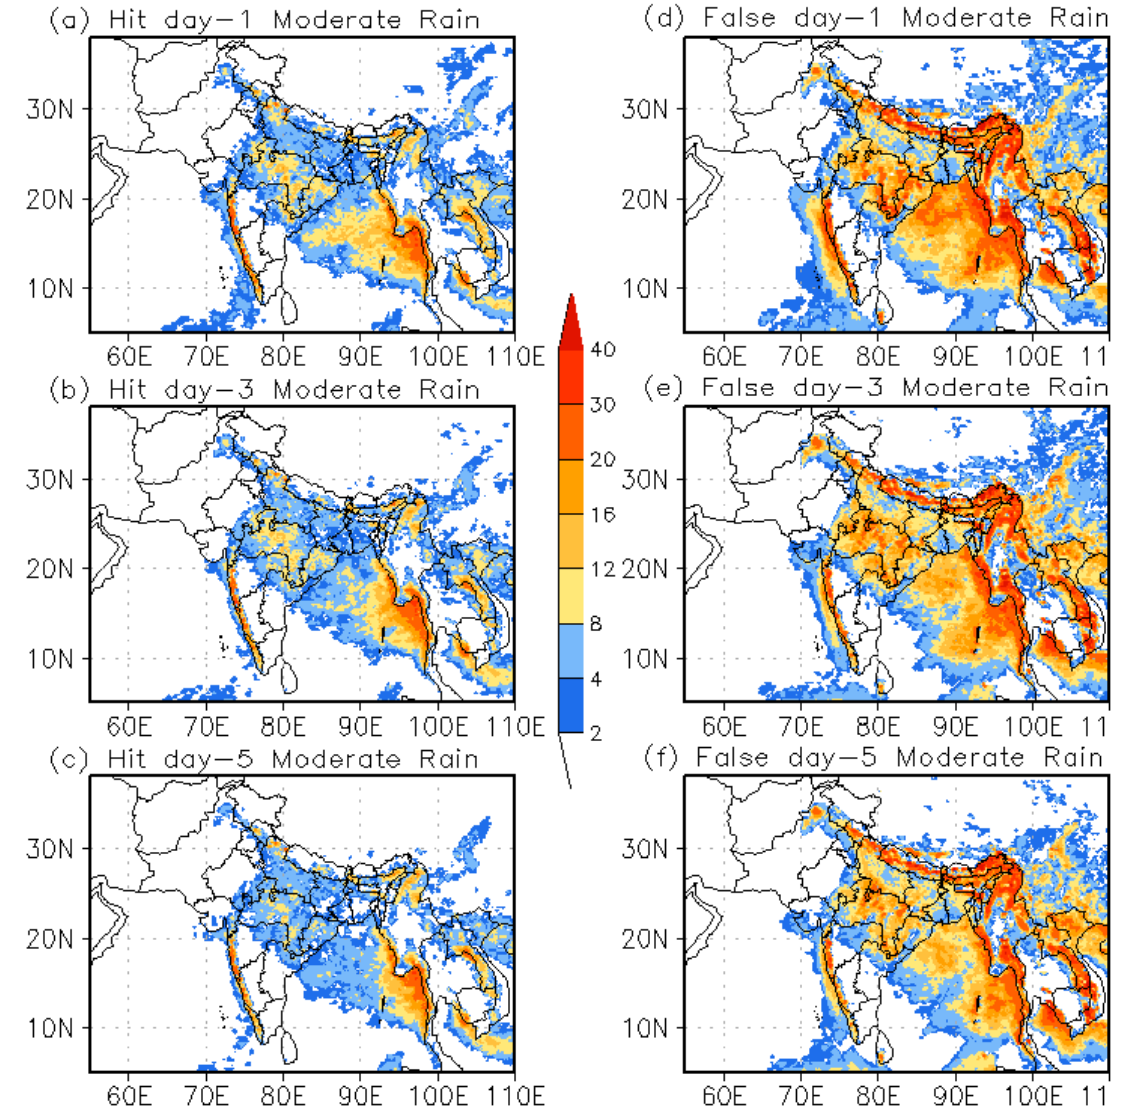 (a) Hit day-1 Moderate Rain
30N
20N
10N
60E 70E 80E 90E 100E 110E
(d) False day-1 Moderate Rain
30N
20N
10N
60E 70E 80E 90E 100E 11
(b) Hit day-3 Moderate Rain
30N
20N
10N
60E 70E 80E 90E 100E 110E
40
30
20
16
12
8
4
2
(e) False day-3 Moderate Rain
30N
20N
10N
60E 70E 80E 90E 100E 11
(c) Hit day-5 Moderate Rain
30N
20N
10N
60E 70E 80E 90E 100E 110E
(f) False day-5 Moderate Rain
30N
20N
10N
60E 70E 80E 90E 100E 11